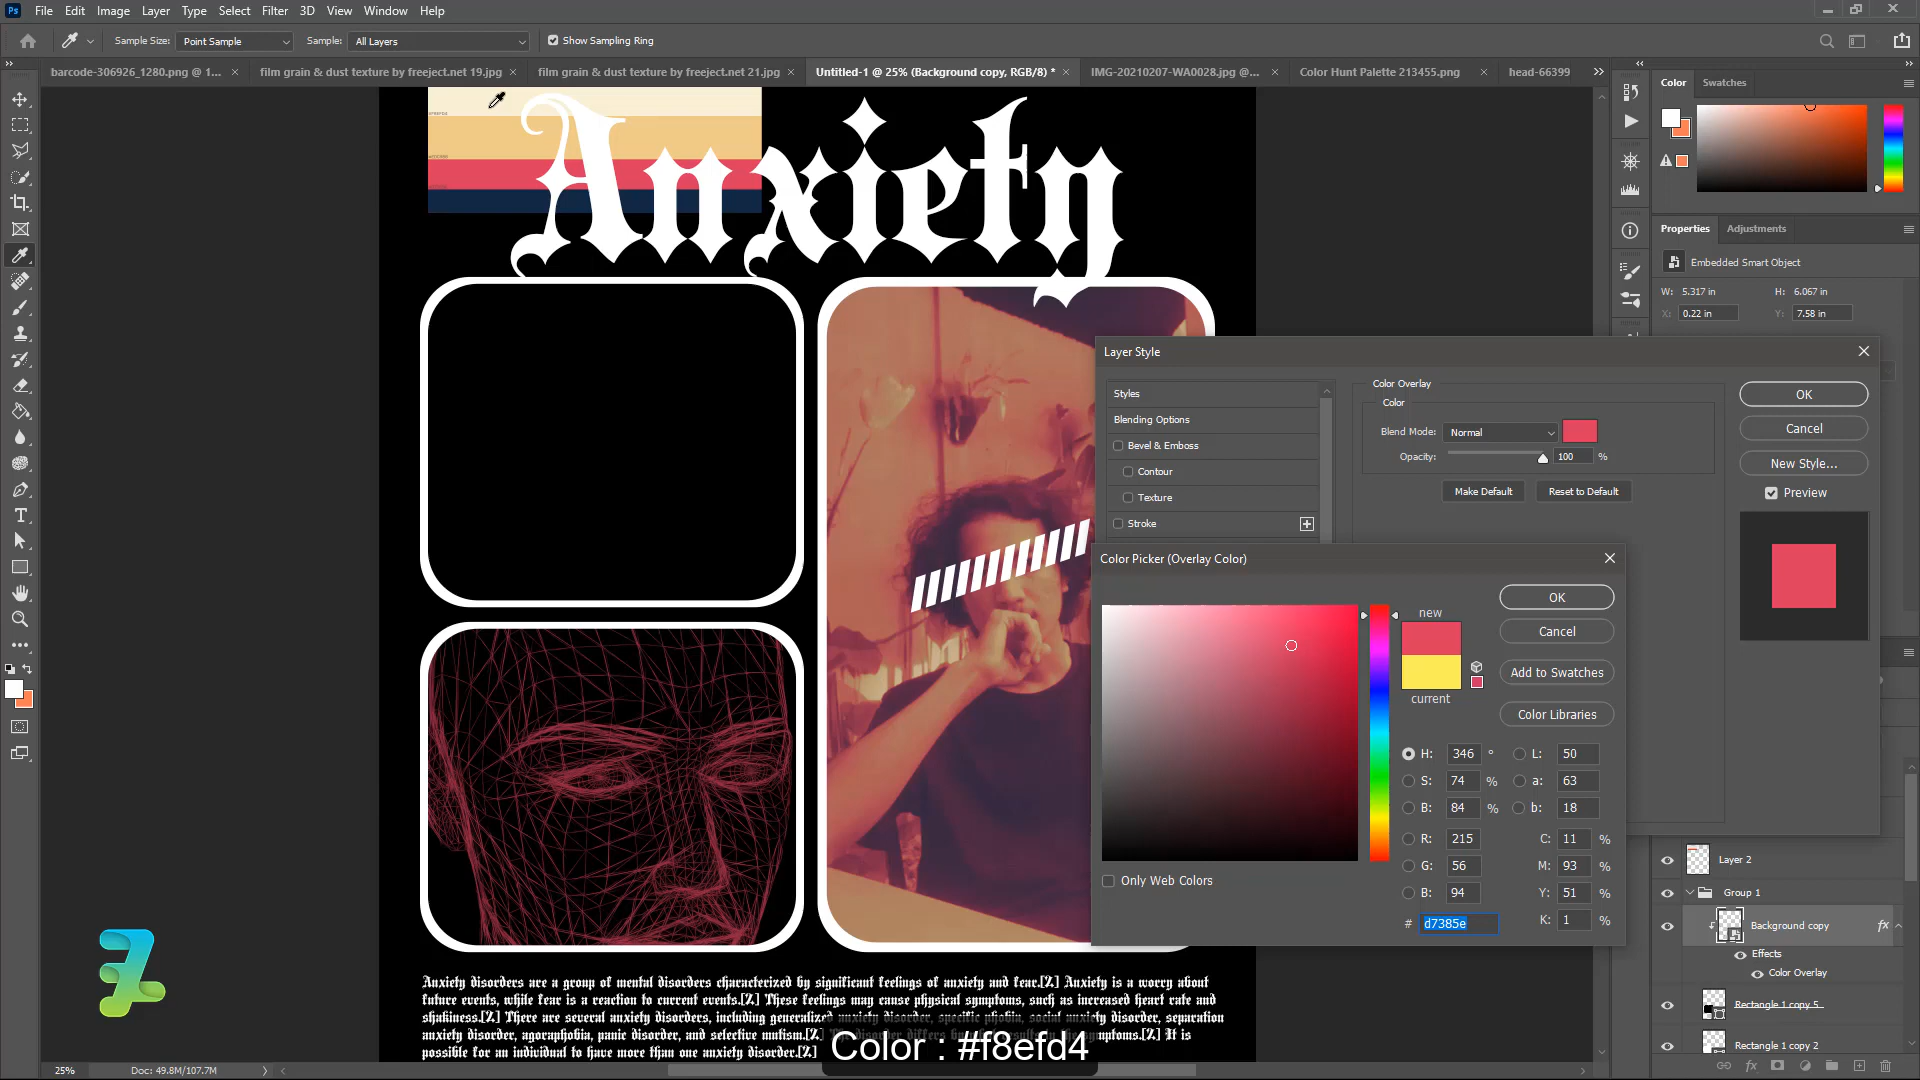 Ps File Edit Image Layer Type Select Filter 3D View Window Help
Sample Size: Point Sample Sample: All Layers Show Sampling Ring
barcode-306926_1280.png @ 1... film grain & dust texture by freeject.net 19.jpg film grain & dust texture by freeject.net 21.jpg Untitled-1 @ 25% (Background copy, RGB/8) * IMG-20210207-WA0028.jpg @... Color Hunt Palette 213455.png head-66399
Color Swatches
Anxiety
Properties Adjustments
Embedded Smart Object
W: 5.317 in H: 6.067 in
X: 0.22 in Y: 7.58 in
Layer Style
Styles
Blending Options
Bevel & Emboss
Contour
Texture
Stroke
Color Overlay
Color
Blend Mode: Normal
Opacity: 100 %
Make Default Reset to Default
OK
Cancel
New Style...
Preview
Color Picker (Overlay Color)
new
current
OK
Cancel
Add to Swatches
Color Libraries
H: 346 ° L: 50
S: 74 % a: 63
B: 84 % b: 18
R: 215 C: 11 %
G: 56 M: 93 %
B: 94 Y: 51 %
# d7385e K: 1 %
Only Web Colors
Layer 2
Group 1
Background copy fx
Effects
Color Overlay
Rectangle 1 copy 5
Rectangle 1 copy 2
Anxiety disorders are a group of mental disorders characterized by significant feelings of anxiety and fear.[2] Anxiety is a worry about
future events, while fear is a reaction to current events.[2] These feelings may cause physical symptoms, such as increased heart rate and
shakiness.[2] There are several anxiety disorders, including generalized anxiety disorder, specific phobia, social anxiety disorder, separation
anxiety disorder, agoraphobia, panic disorder, and selective mutism.[2] The disorder differs by what results in the symptoms.[2] It is
possible for an individual to have more than one anxiety disorder.[2]
Color : #f8efd4
25% Doc: 49.8M/107.7M